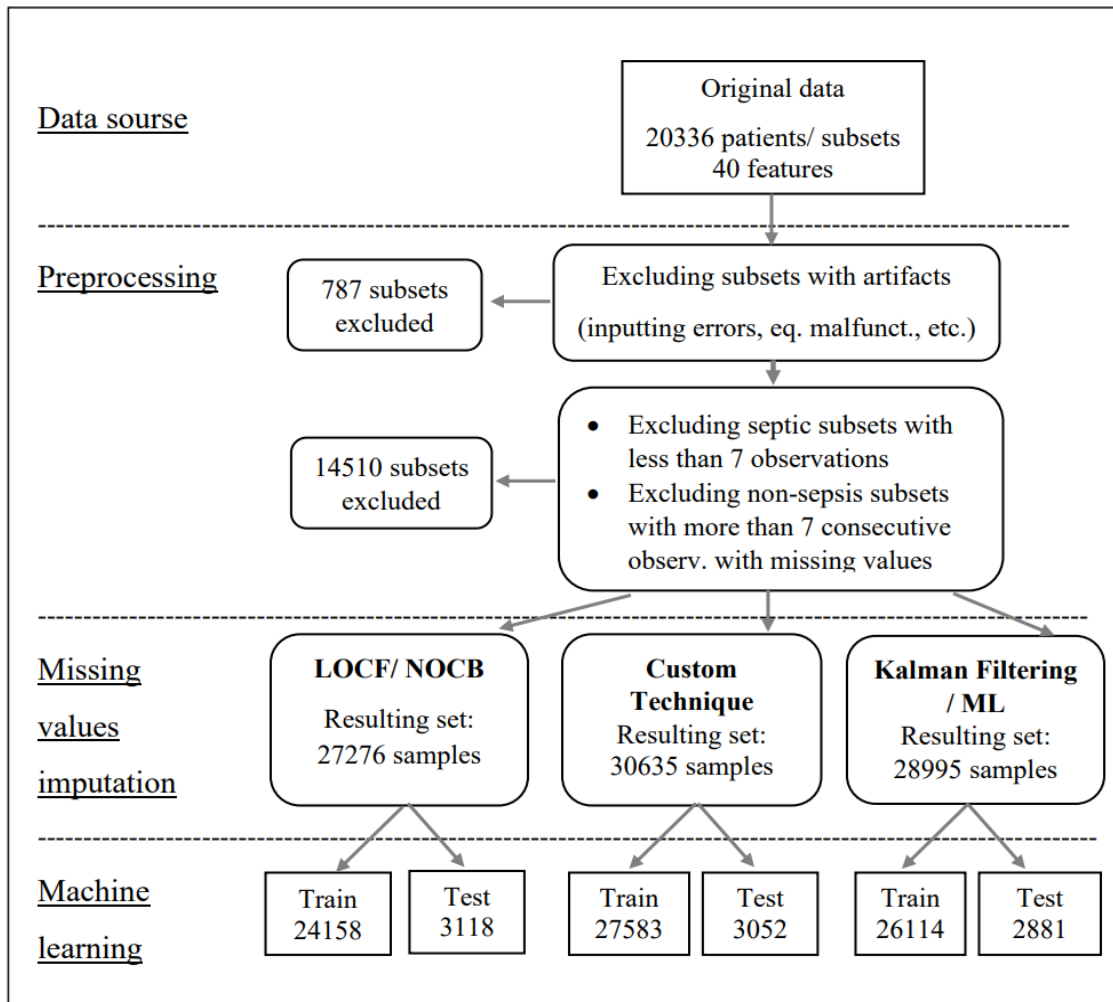 Data sourse
Original data
20336 patients/ subsets
40 features
Preprocessing
787 subsets
excluded
Excluding subsets with artifacts
(inputting errors, eq. malfunct., etc.)
14510 subsets
excluded
• Excluding septic subsets with
less than 7 observations
• Excluding non-sepsis subsets
with more than 7 consecutive
observ. with missing values
Missing
values
imputation
LOCF/ NOCB
Resulting set:
27276 samples
Custom
Technique
Resulting set:
30635 samples
Kalman Filtering
/ ML
Resulting set:
28995 samples
Machine
learning
Train
24158
Test
3118
Train
27583
Test
3052
Train
26114
Test
2881